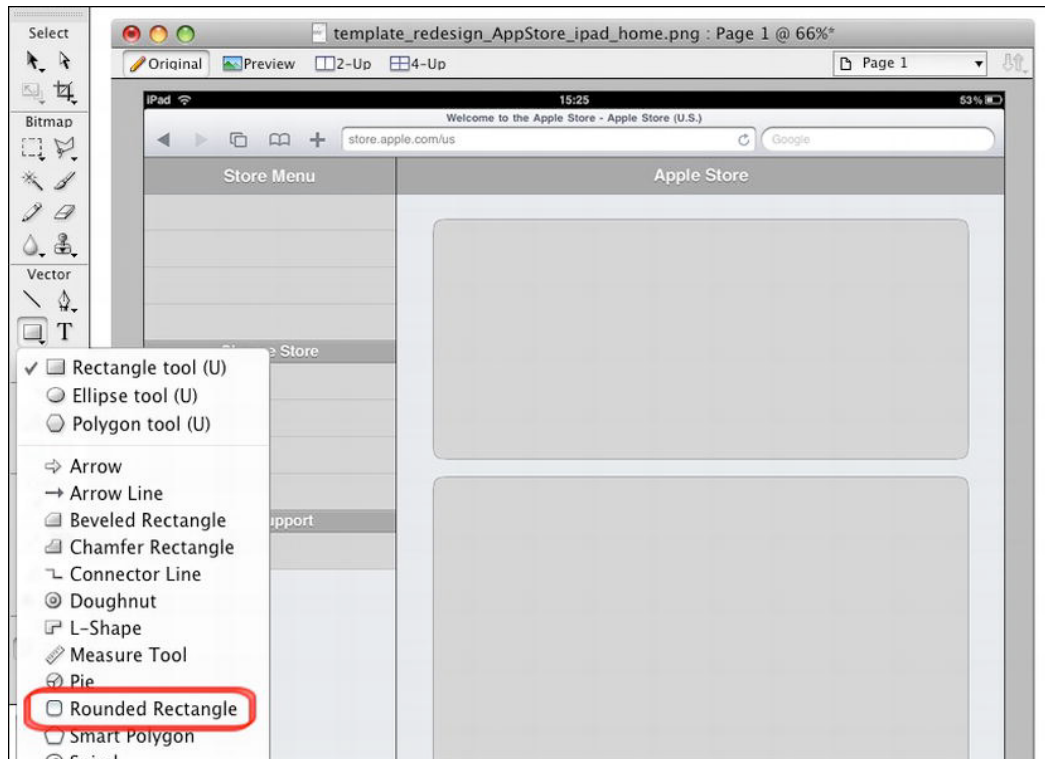 Select
template_redesign_AppStore_ipad_home.png : Page 1 @ 66%*
Original Preview 2-Up 4-Up Page 1
Bitmap
iPad 15:25 53%
Welcome to the Apple Store - Apple Store (U.S.)
store.apple.com/us Google
Store Menu Apple Store
Vector
T
Store
Rectangle tool (U)
Ellipse tool (U)
Polygon tool (U)
Arrow
Arrow Line
Beveled Rectangle
Chamfer Rectangle
Connector Line
Doughnut
L-Shape
Measure Tool
Pie
Rounded Rectangle
Smart Polygon